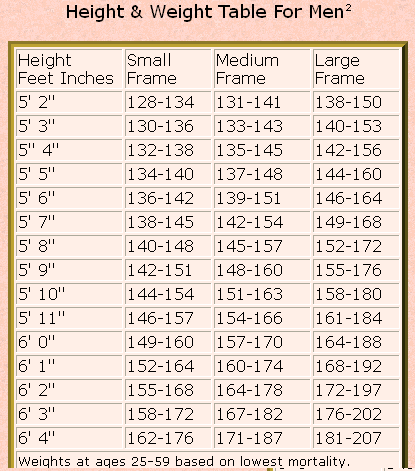 Height & Weight Table For Men²
Height Small Medium Large
Feet Inches Frame Frame Frame
5' 2" 128-134 131-141 138-150
5' 3" 130-136 133-143 140-153
5" 4" 132-138 135-145 142-156
5' 5" 134-140 137-148 144-160
5' 6" 136-142 139-151 146-164
5' 7" 138-145 142-154 149-168
5' 8" 140-148 145-157 152-172
5' 9" 142-151 148-160 155-176
5' 10" 144-154 151-163 158-180
5' 11" 146-157 154-166 161-184
6' 0" 149-160 157-170 164-188
6' 1" 152-164 160-174 168-192
6' 2" 155-168 164-178 172-197
6' 3" 158-172 167-182 176-202
6' 4" 162-176 171-187 181-207
Weights at ages 25-59 based on lowest mortality.